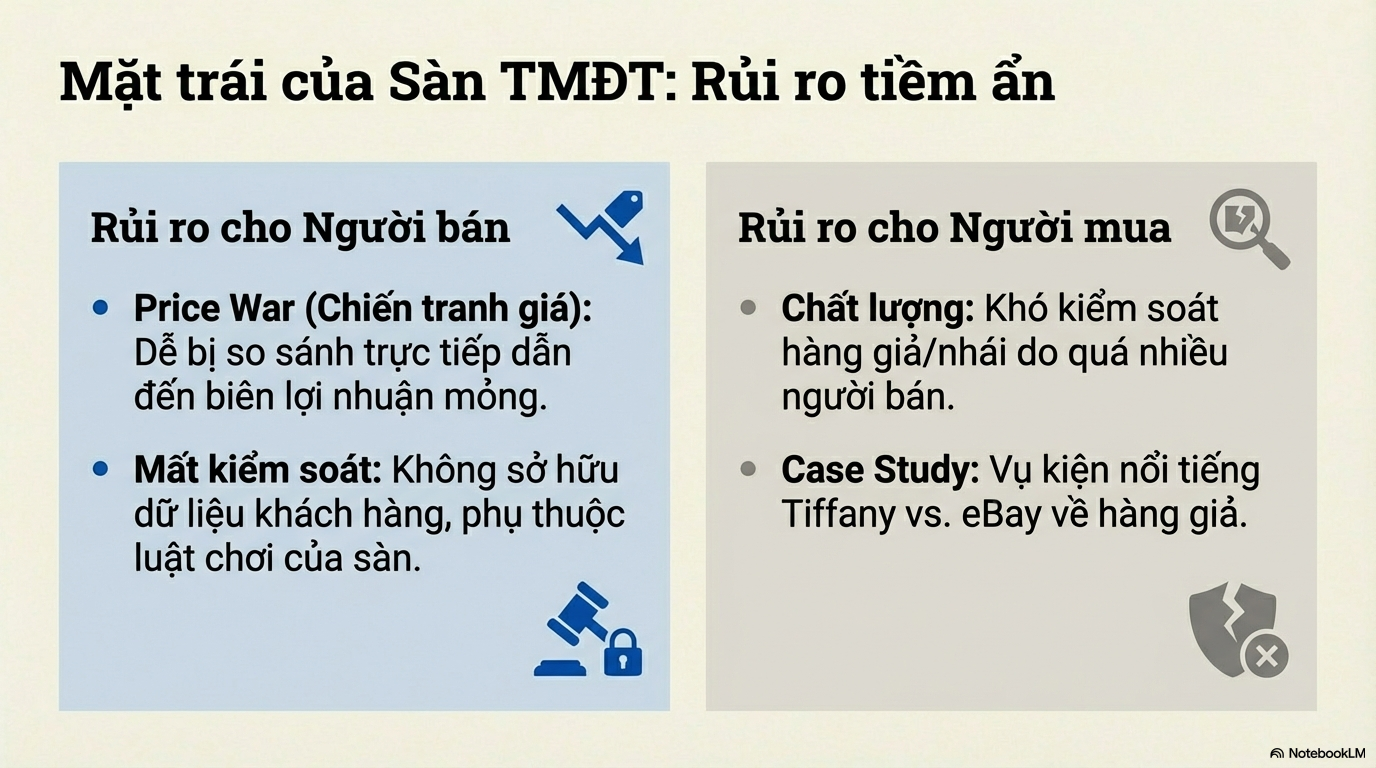 Mặt trái của Sàn TMĐT: Rủi ro tiềm ẩn
Rủi ro cho Người bán
• Price War (Chiến tranh giá):
Dễ bị so sánh trực tiếp dẫn
đến biên lợi nhuận mỏng.
• Mất kiểm soát: Không sở hữu
dữ liệu khách hàng, phụ thuộc
luật chơi của sàn.
Rủi ro cho Người mua
• Chất lượng: Khó kiểm soát
hàng giả/nhái do quá nhiều
người bán.
• Case Study: Vụ kiện nổi tiếng
Tiffany vs. eBay về hàng giả.
NotebookLM